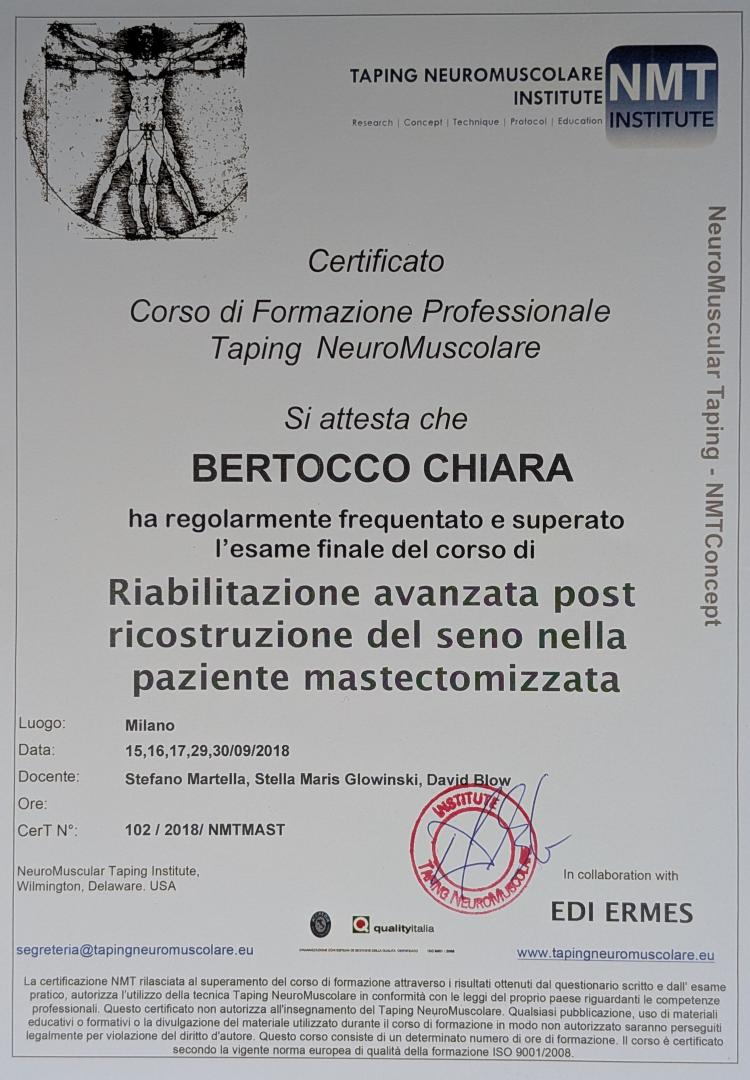 TAPING NEUROMUSCOLARE
INSTITUTE
Research | Concept | Technique | Protocol | Education
NMT
INSTITUTE
NeuroMuscular Taping - NMTConcept
Certificato
Corso di Formazione Professionale
Taping NeuroMuscolare
Si attesta che
BERTOCCO CHIARA
ha regolarmente frequentato e superato
l'esame finale del corso di
Riabilitazione avanzata post
ricostruzione del seno nella
paziente mastectomizzata
Luogo: Milano
Data: 15,16,17,29,30/09/2018
Docente: Stefano Martella, Stella Maris Glowinski, David Blow
Ore:
CerT N°: 102 / 2018/ NMTMAST
INSTITUTE
TAPING NEUROMUSCOLARE
NeuroMuscular Taping Institute,
Wilmington, Delaware. USA
In collaboration with
EDI ERMES
qualityitalia
segreteria@tapingneuromuscolare.eu
www.tapingneuromuscolare.eu
La certificazione NMT rilasciata al superamento del corso di formazione attraverso i risultati ottenuti dal questionario scritto e dall' esame
pratico, autorizza l'utilizzo della tecnica Taping NeuroMuscolare in conformità con le leggi del proprio paese riguardanti le competenze
professionali. Questo certificato non autorizza all'insegnamento del Taping NeuroMuscolare. Qualsiasi pubblicazione, uso di materiali
educativi o formativi o la divulgazione del materiale utilizzato durante il corso di formazione in modo non autorizzato saranno perseguiti
legalmente per violazione del diritto d'autore. Questo corso consiste di un determinato numero di ore di formazione. Il corso è certificato
secondo la vigente norma europea di qualità della formazione ISO 9001/2008.